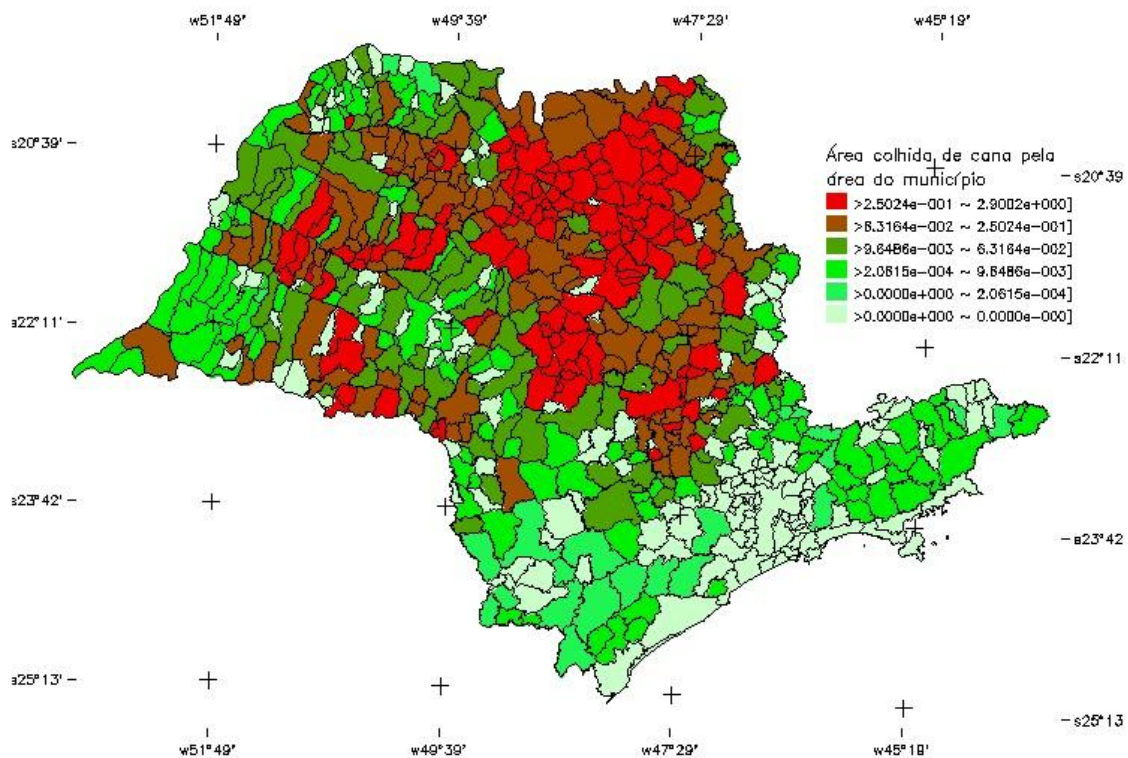 w51°49' w49°39' w47°29' w45°19'
s20°39'
s20°39'
Área colhida de cana pela
área do município
>2.5024e-001 ~ 2.9002e+000]
>6.3164e-002 ~ 2.5024e-001]
>9.6486e-003 ~ 6.3164e-002]
>2.0615e-004 ~ 9.6486e-003]
>0.0000e+000 ~ 2.0615e-004]
>0.0000e+000 ~ 0.0000e-000]
s22°11'
s22°11
s23°42'
s23°42
s25°13'
s25°13
w51°49' w49°39' w47°29' w45°19'